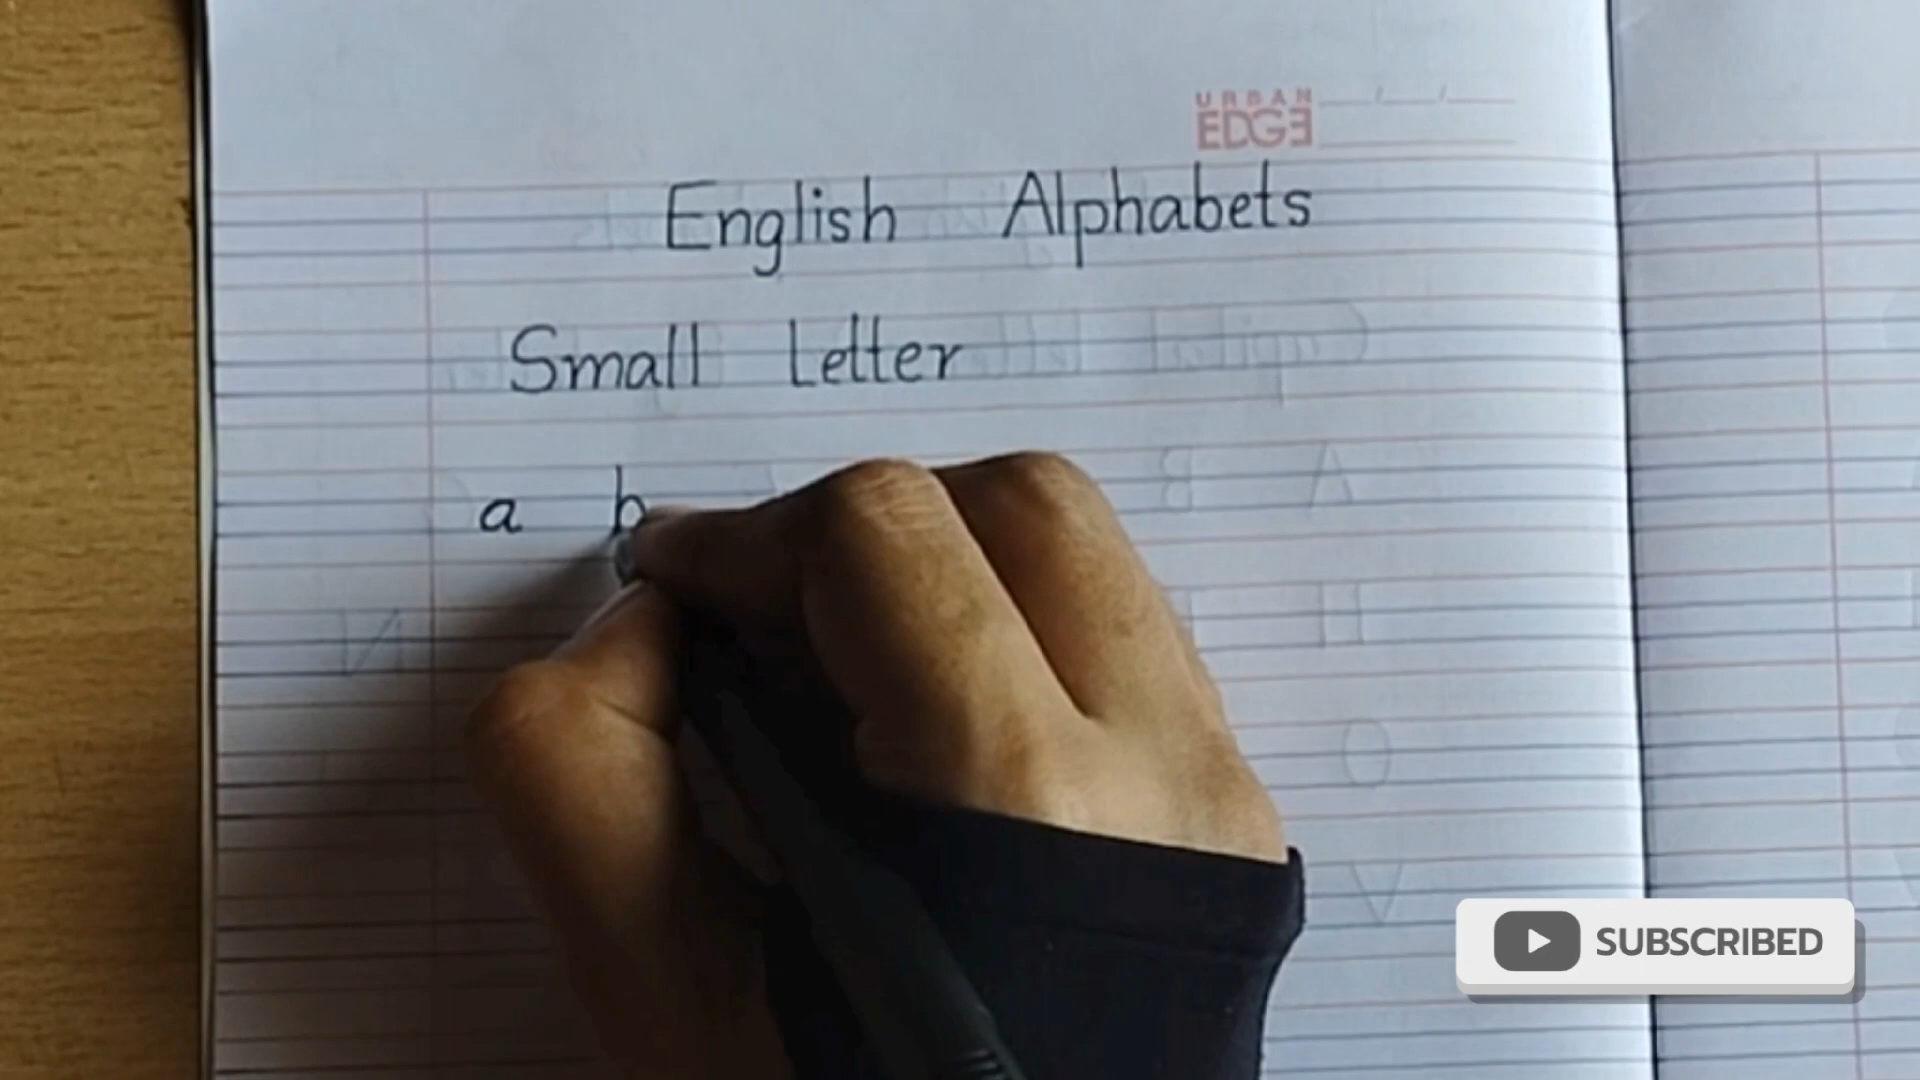 URBAN
EDGE
English Alphabets
Small Letter
a b
SUBSCRIBED